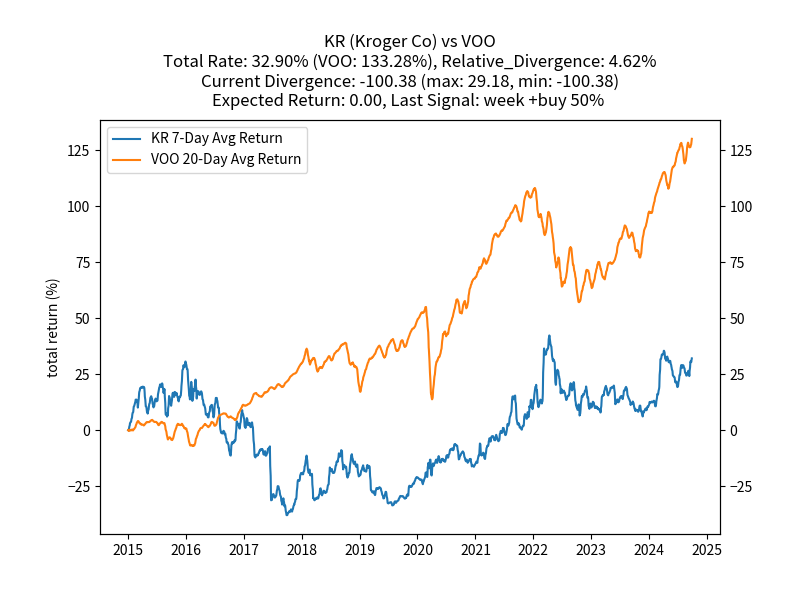 KR (Kroger Co) vs VOO
Total Rate: 32.90% (VOO: 133.28%), Relative_Divergence: 4.62%
Current Divergence: -100.38 (max: 29.18, min: -100.38)
Expected Return: 0.00, Last Signal: week +buy 50%
KR 7-Day Avg Return
VOO 20-Day Avg Return
total return (%)
125 125
100 100
75 75
50 50
25 25
0 0
−25 −25
2015 2016 2017 2018 2019 2020 2021 2022 2023 2024 2025